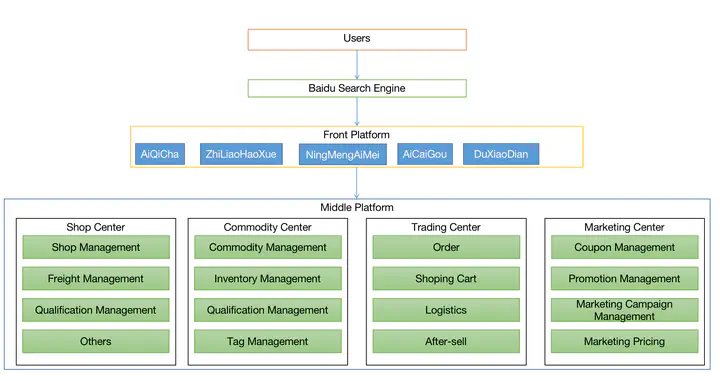 Users
Baidu Search Engine
Front Platform
AiQiCha
ZhiLiaoHaoXue
NingMengAiMei
AiCaiGou
DuXiaoDian
Middle Platform
Shop Center
Commodity Center
Trading Center
Marketing Center
Shop Management
Commodity Management
Order
Coupon Management
Freight Management
Inventory Management
Shoping Cart
Promotion Management
Qualification Management
Qualification Management
Logistics
Marketing Campaign
Management
Others
Tag Management
After-sell
Marketing Pricing